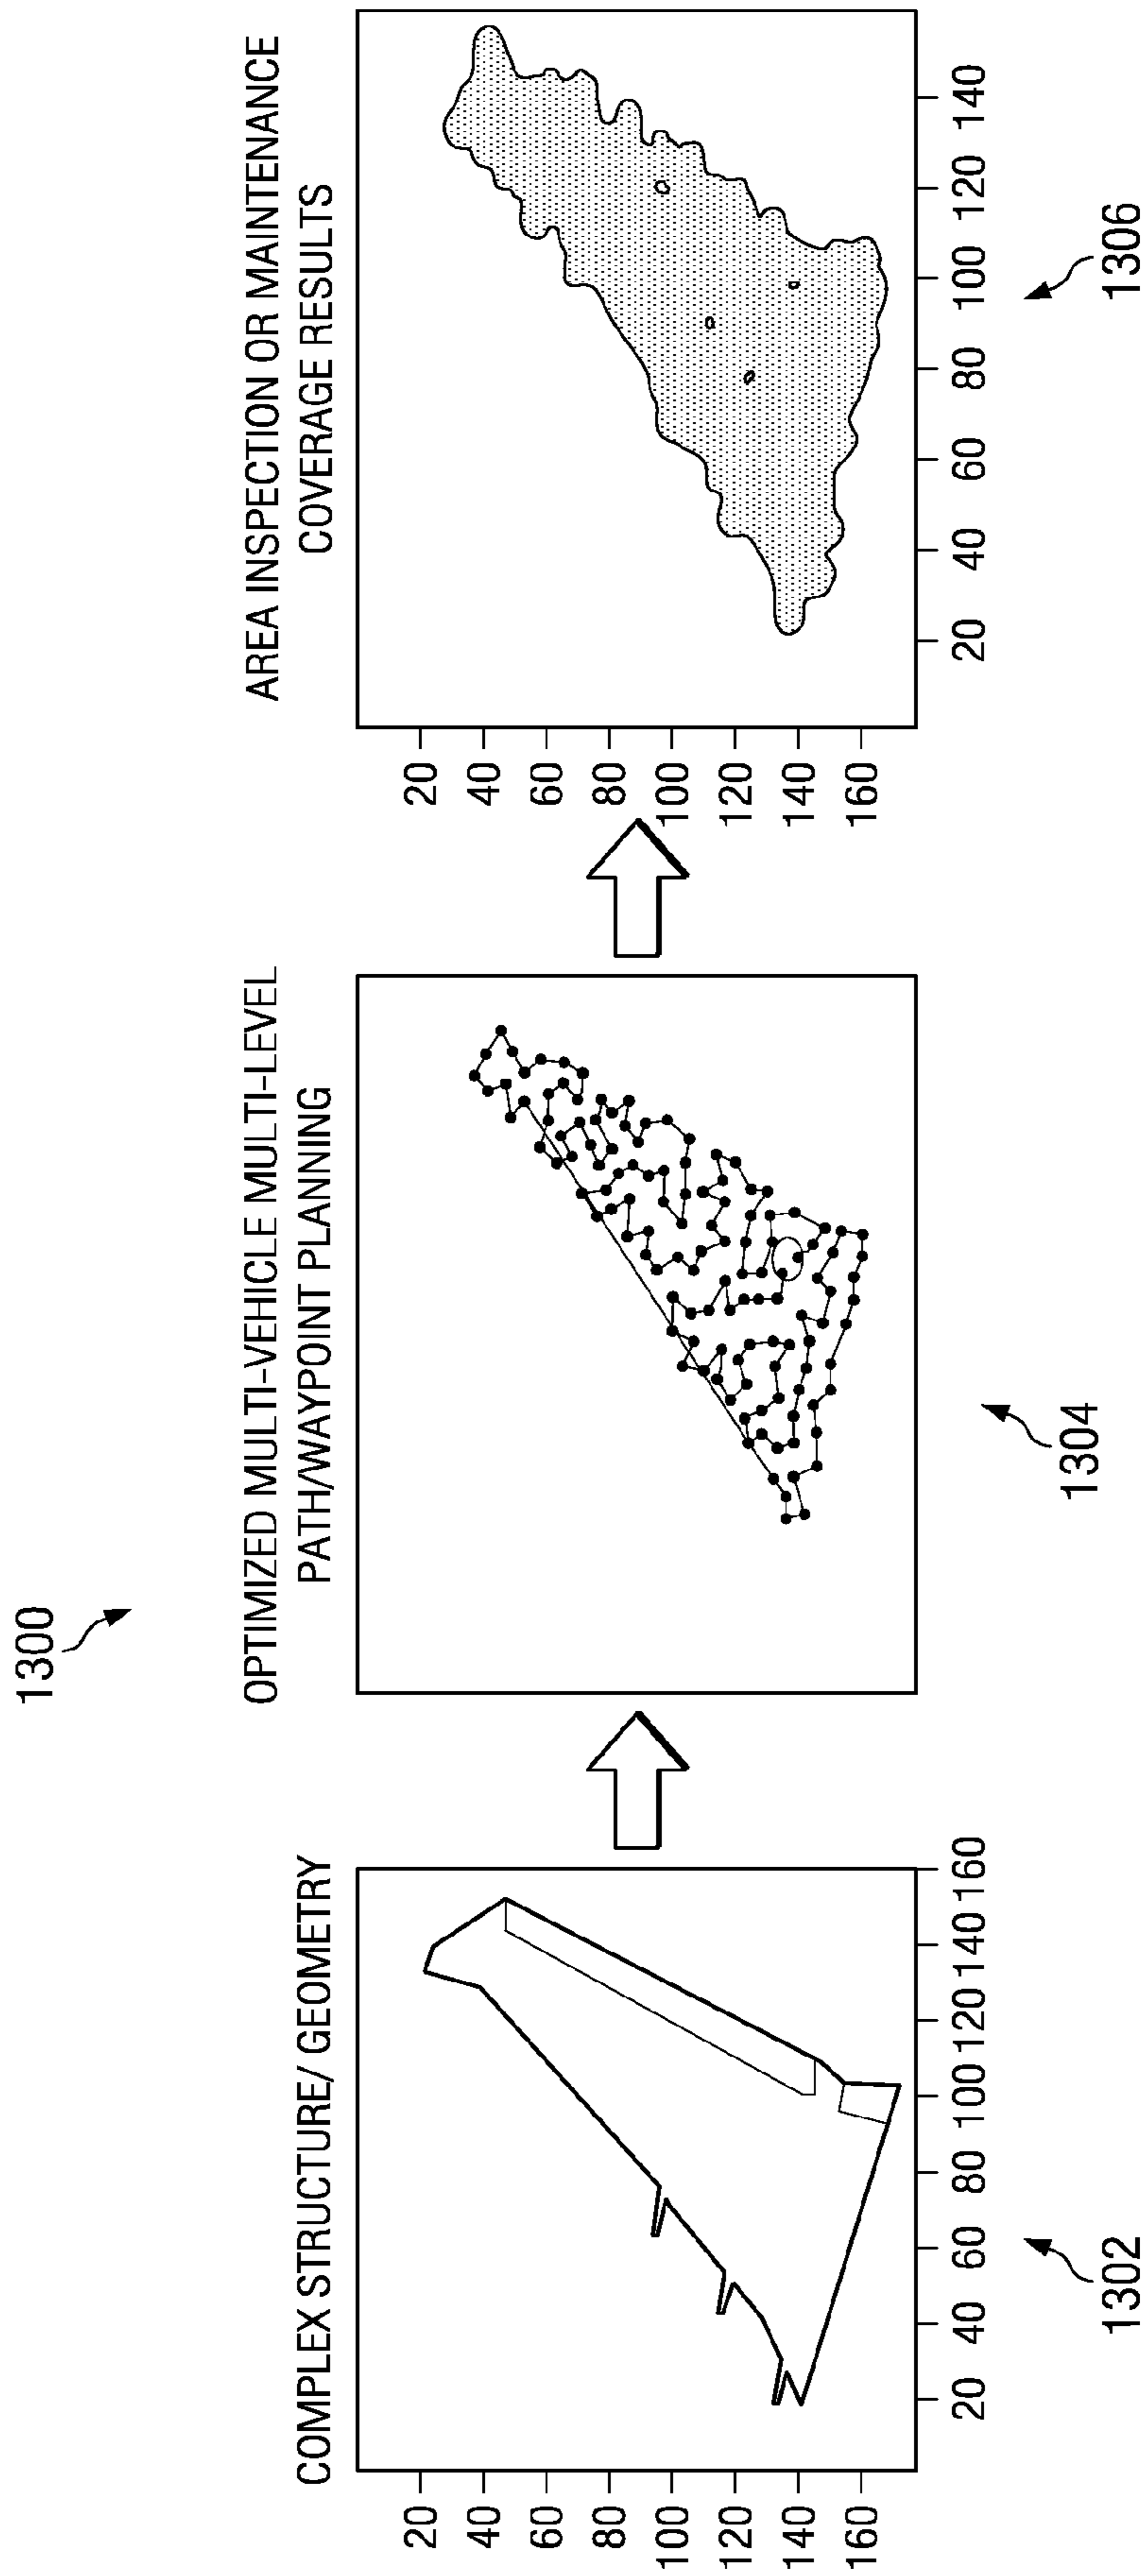 1300
COMPLEX STRUCTURE/ GEOMETRY
20
40
60
80
100
120
140
160
20 40 60 80 100 120 140 160
1302
OPTIMIZED MULTI-VEHICLE MULTI-LEVEL
PATH/WAYPOINT PLANNING
1304
AREA INSPECTION OR MAINTENANCE
COVERAGE RESULTS
20
40
60
80
100
120
140
160
20 40 60 80 100 120 140
1306